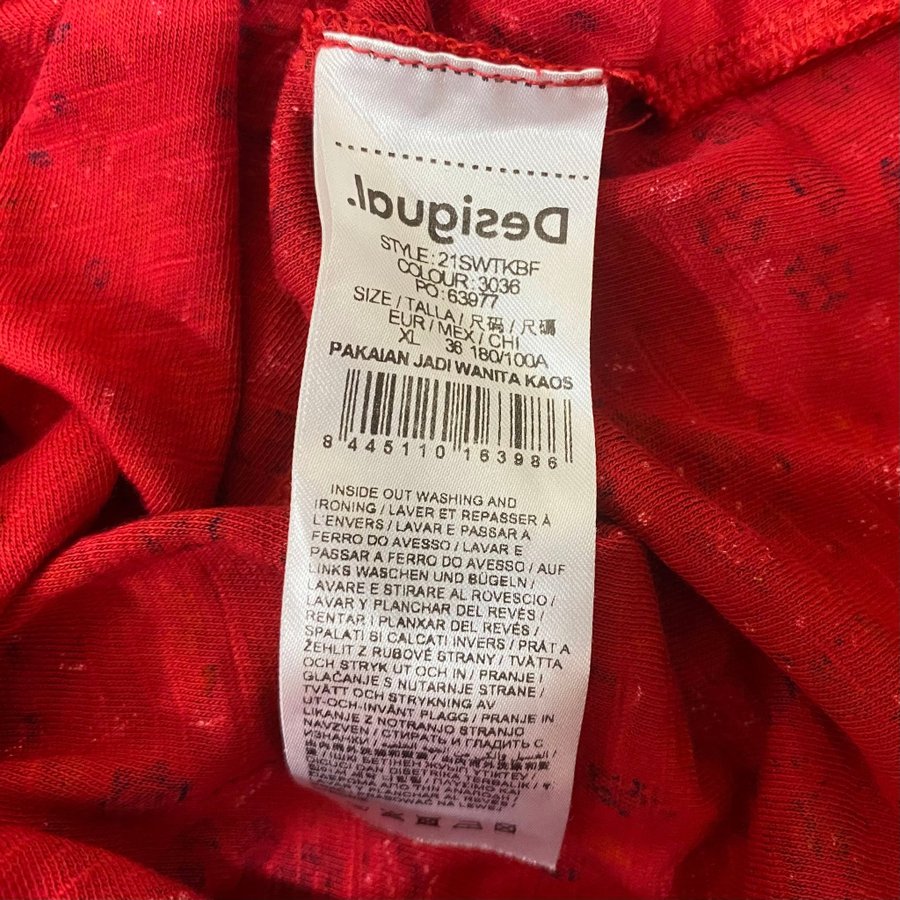 Desigual.
STYLE: 21SWTKBF
COLOUR: 3036
PO: 63977
SIZE / TALLA / 尺码 / 尺碼
EUR / MEX / CHI
XL 36 180/100A
PAKAIAN JADI WANITA KAOS
8 445110 163986
INSIDE OUT WASHING AND
IRONING / LAVER ET REPASSER À
L'ENVERS / LAVAR E PASSAR A
FERRO DO AVESSO / LAVAR E
PASSAR A FERRO DO AVESSO / AUF
LINKS WASCHEN UND BÜGELN /
LAVARE E STIRARE AL ROVESCIO /
LAVAR Y PLANCHAR DEL REVÉS /
RENTAR I PLANXAR DEL REVÉS /
SPALATI SI CALCATI INVERS / PRÁT A
ŽEHLIT Z RUBOVÉ STRANY / TVÄTTA
OCH STRYK UT OCH IN / PRANJE I
GLAČANJE S NUTARNJE STRANE /
TVÄTT OCH STRYKNING AV
UT-OCH-INVÄNT PLAGG / PRANJE IN
LIKANJE Z NOTRANJO STRANJO
NAVZVEN / СТИРАТЬ И ГЛАДИТЬ С
ИЗНАНКИ /